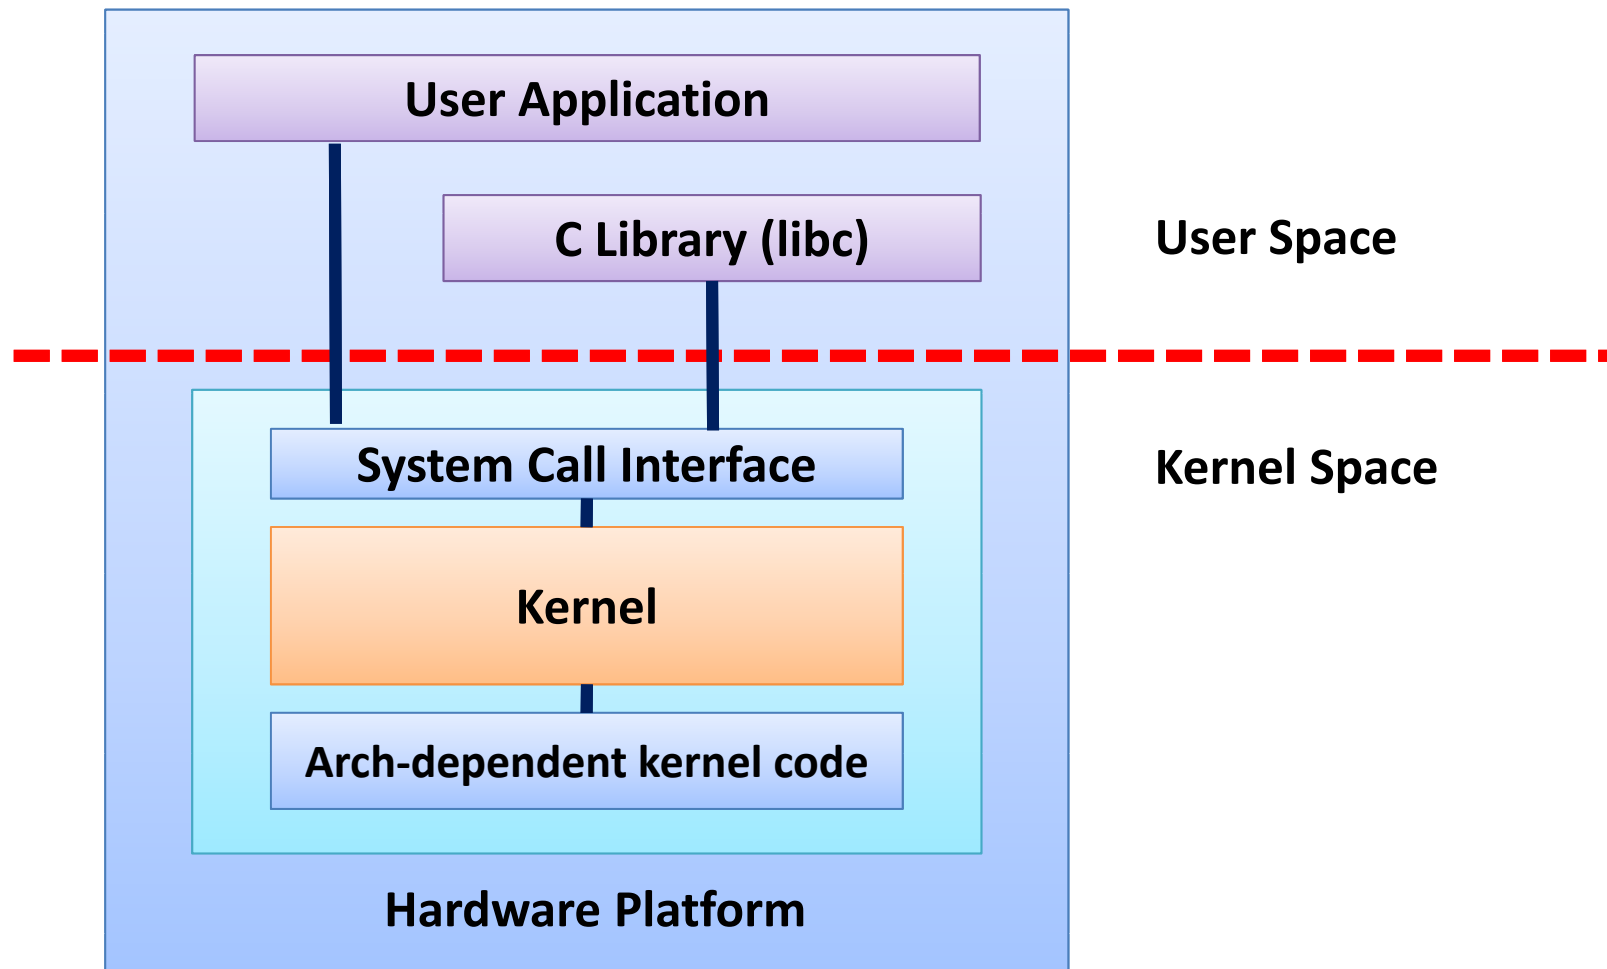 User Application
C Library (libc)
User Space
System Call Interface
Kernel Space
Kernel
Arch-dependent kernel code
Hardware Platform